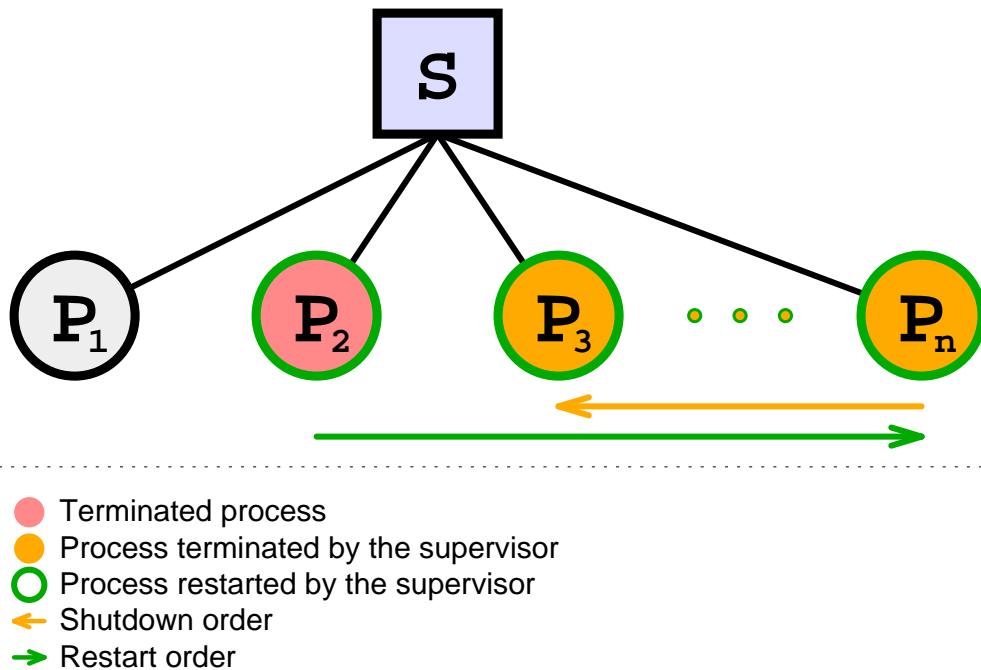 S
P1 P2 P3 Pn
Terminated process
Process terminated by the supervisor
Process restarted by the supervisor
Shutdown order
Restart order